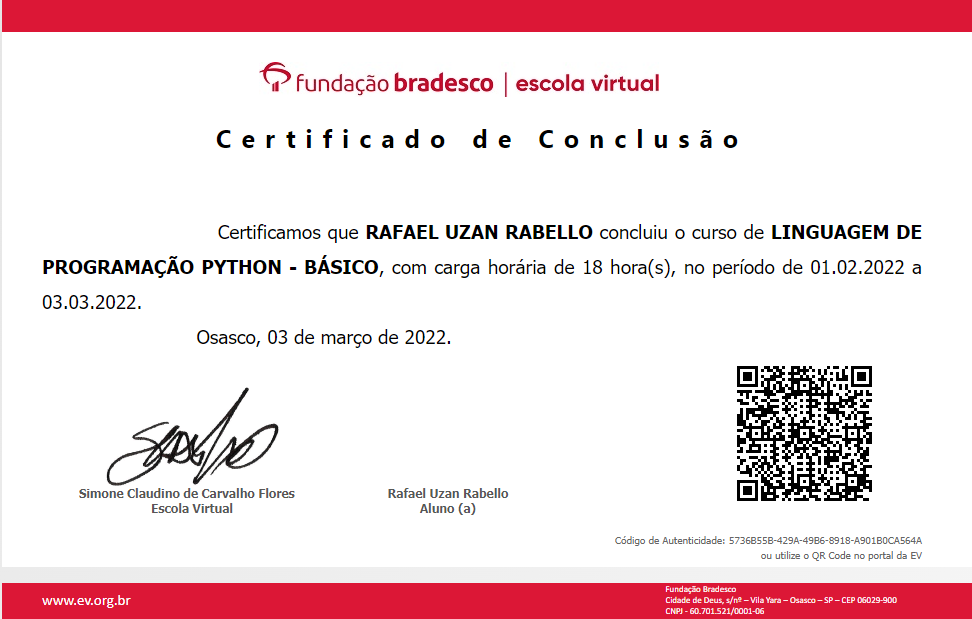 fundação bradesco | escola virtual
Certificado de Conclusão
Certificamos que RAFAEL UZAN RABELLO concluiu o curso de LINGUAGEM DE
PROGRAMAÇÃO PYTHON - BÁSICO, com carga horária de 18 hora(s), no período de 01.02.2022 a
03.03.2022.
Osasco, 03 de março de 2022.
Simone Claudino de Carvalho Flores
Escola Virtual
Rafael Uzan Rabello
Aluno (a)
Código de Autenticidade: 5736B55B-429A-49B6-8918-A901B0CA564A
ou utilize o QR Code no portal da EV
www.ev.org.br
Fundação Bradesco
Cidade de Deus, s/nº – Vila Yara – Osasco – SP – CEP 06029-900
CNPJ - 60.701.521/0001-06